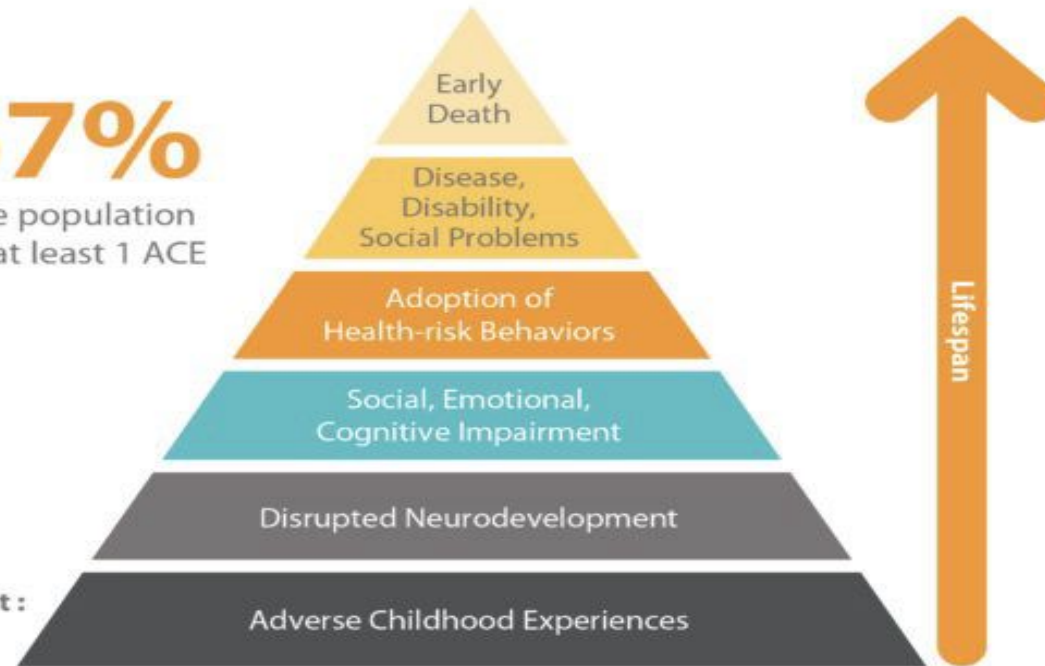 Early
Death
7%
population
at least 1 ACE
Disease,
Disability,
Social Problems
Adoption of
Health-risk Behaviors
Social, Emotional,
Cognitive Impairment
Disrupted Neurodevelopment
Adverse Childhood Experiences
Lifespan